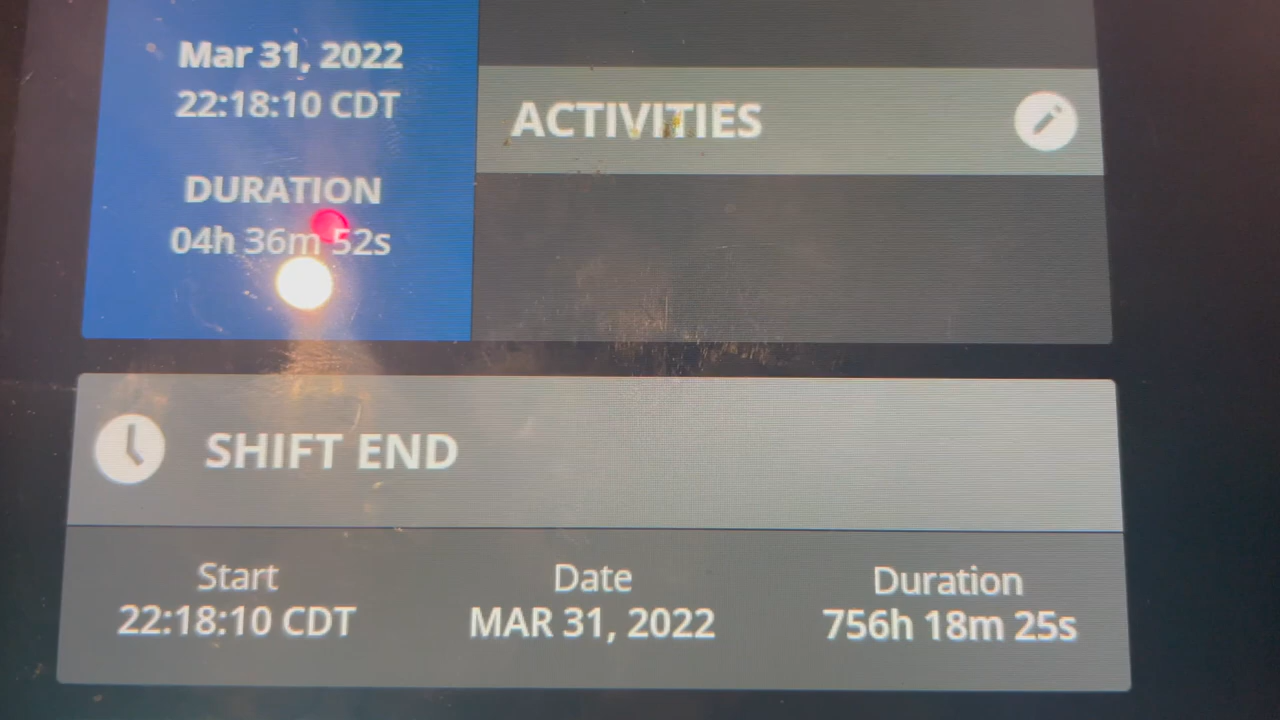 Mar 31, 2022
22:18:10 CDT
DURATION
04h 36m 52s
ACTIVITIES
SHIFT END
Start
22:18:10 CDT
Date
MAR 31, 2022
Duration
756h 18m 25s